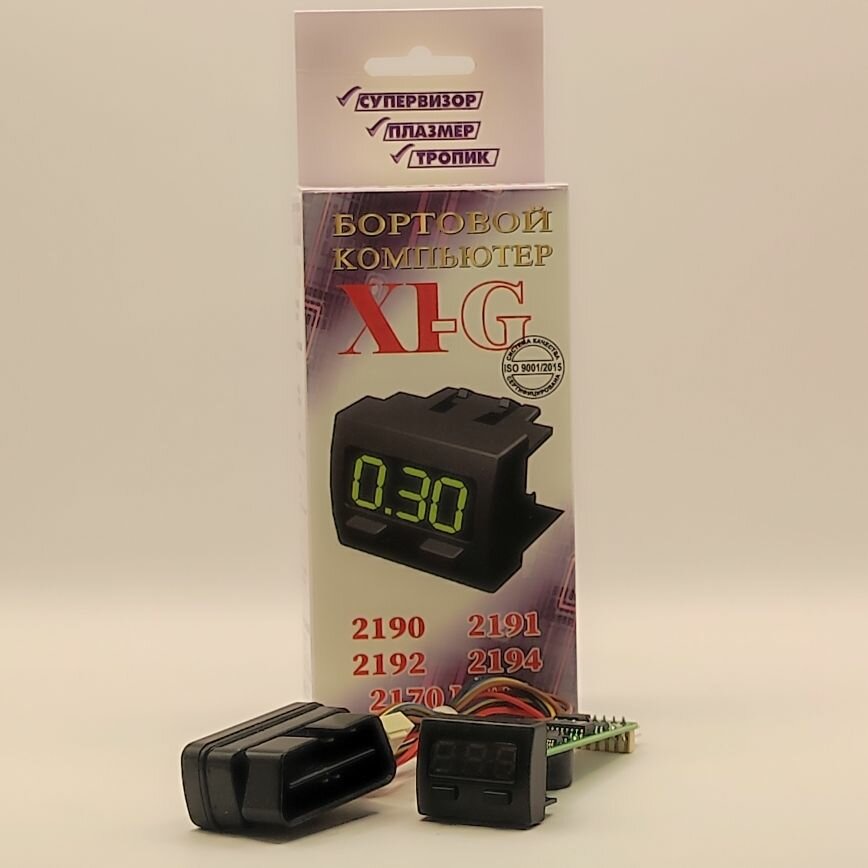 СУПЕРВИЗОР
ПЛАЗМЕР
ТРОПИК
БОРТОВОЙ
КОМПЬЮТЕР
X1-G
СИСТЕМА КАЧЕСТВА
ISO 9001/2015
СЕРТИФИЦИРОВАНА
0.30
2190 2191
2192 2194
2170